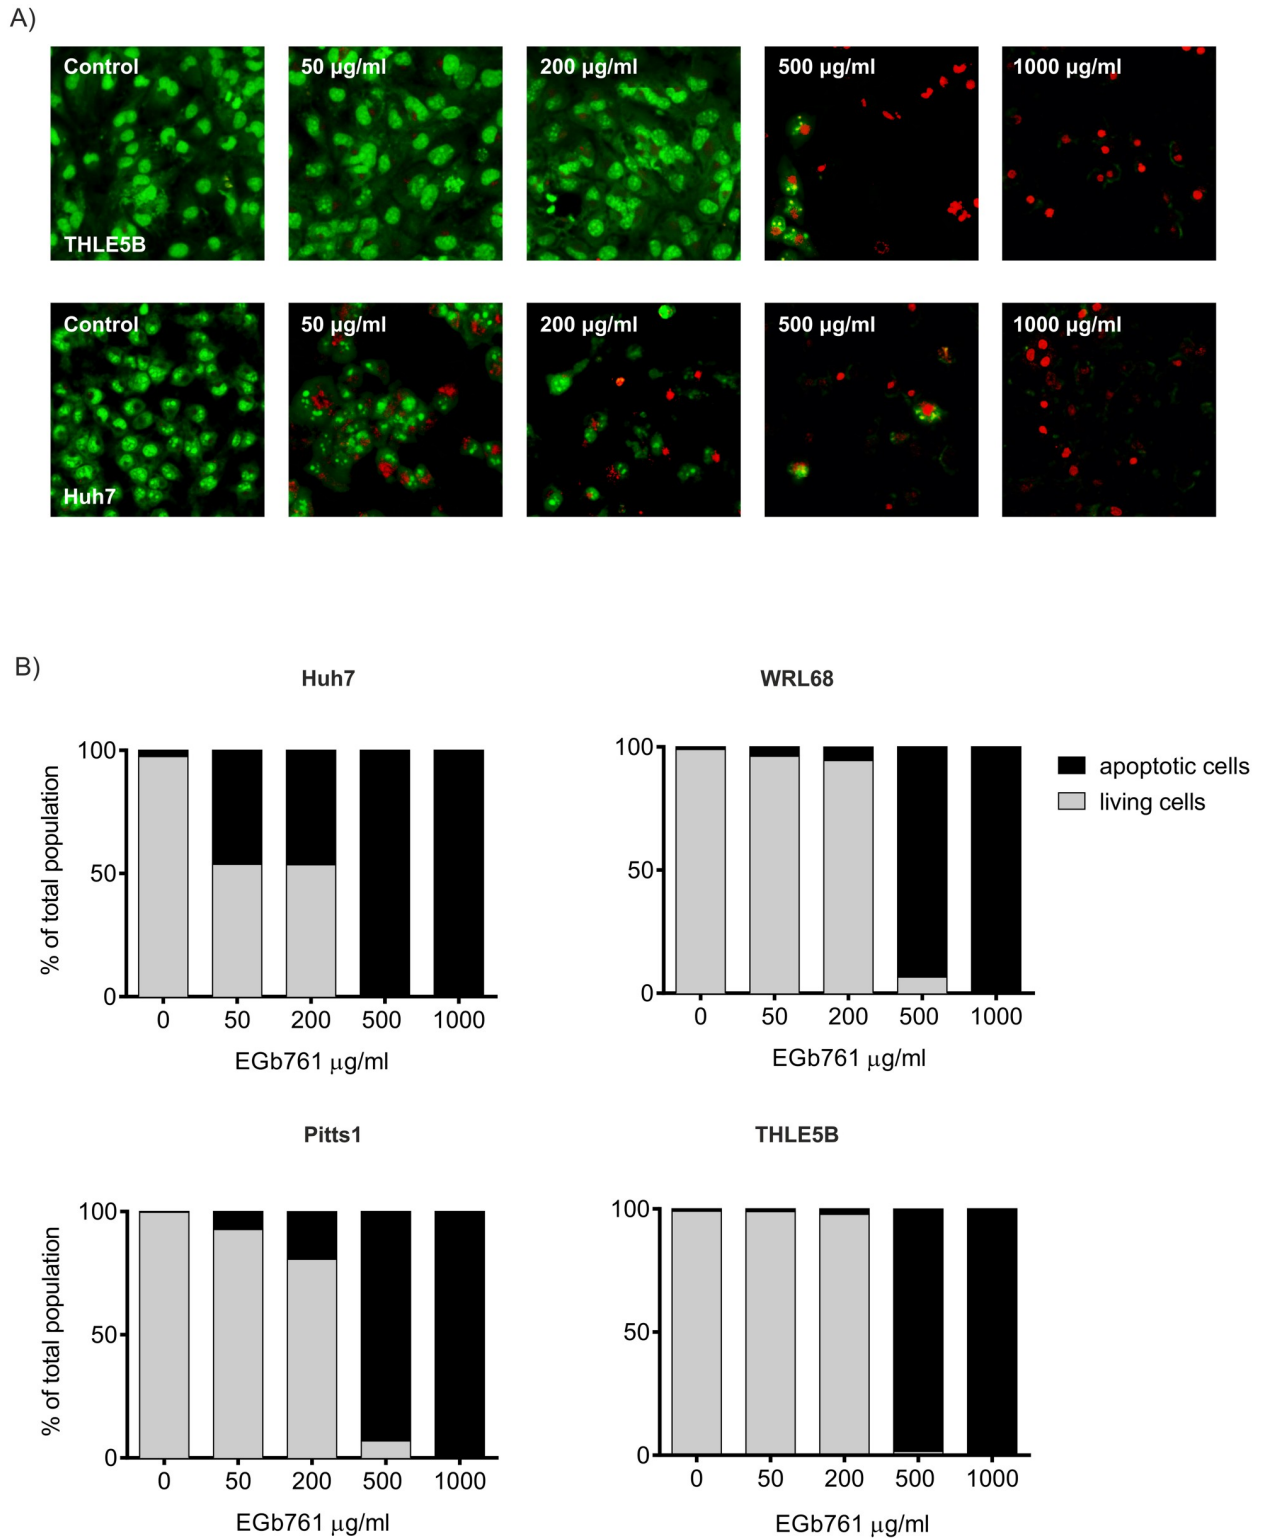 A)
Control 50 µg/ml 200 µg/ml 500 µg/ml 1000 µg/ml
THLE5B
Control 50 µg/ml 200 µg/ml 500 µg/ml 1000 µg/ml
Huh7
B)
Huh7
% of total population
100
50
0
0 50 200 500 1000
EGb761 µg/ml
WRL68
100
50
0
0 50 200 500 1000
EGb761 µg/ml
apoptotic cells
living cells
Pitts1
% of total population
100
50
0
0 50 200 500 1000
EGb761 µg/ml
THLE5B
100
50
0
0 50 200 500 1000
EGb761 µg/ml